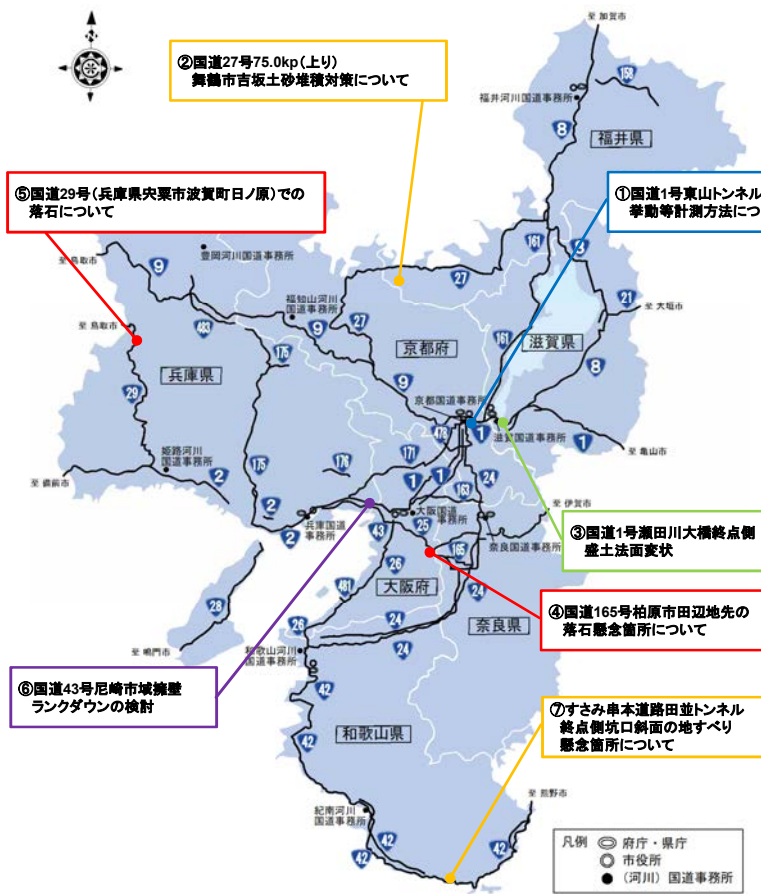 至 加賀市
②国道27号75.0kp(上り)
舞鶴市吉坂土砂堆積対策について
158
福井河川国道事務所
8
福井県
⑤国道29号(兵庫県宍粟市波賀町日ノ原)での
落石について
①国道1号東山トンネル
挙動等計測方法につ
豊岡河川国道事務所
161
至 鳥取市
9
27
21
至 大垣市
福知山河川
国道事務所
至 鳥取市
483
9
27
161
175
京都府
滋賀県
兵庫県
9
8
29
京都国道事務所
478
1
滋賀国道事務所
1
至 亀山市
姫路河川
国道事務所
175
176
171
1
1
24
至 備前市
2
163
至 伊賀市
2
兵庫国道
事務所
大阪国道
事務所
2
43
25
奈良国道事務所
③国道1号瀬田川大橋終点側
盛土法面変状
165
26
481
大阪府
24
28
④国道165号柏原市田辺地先の
落石懸念箇所について
24
26
奈良県
至 鳴門市
和歌山河川
国道事務所
24
⑥国道43号尼崎市域擁壁
ランクダウンの検討
42
⑦すさみ串本道路田並トンネル
終点側坑口斜面の地すべり
懸念箇所について
42
和歌山県
至 熊野市
紀南河川
国道事務所
42
42
42
凡例
府庁・県庁
市役所
(河川)国道事務所